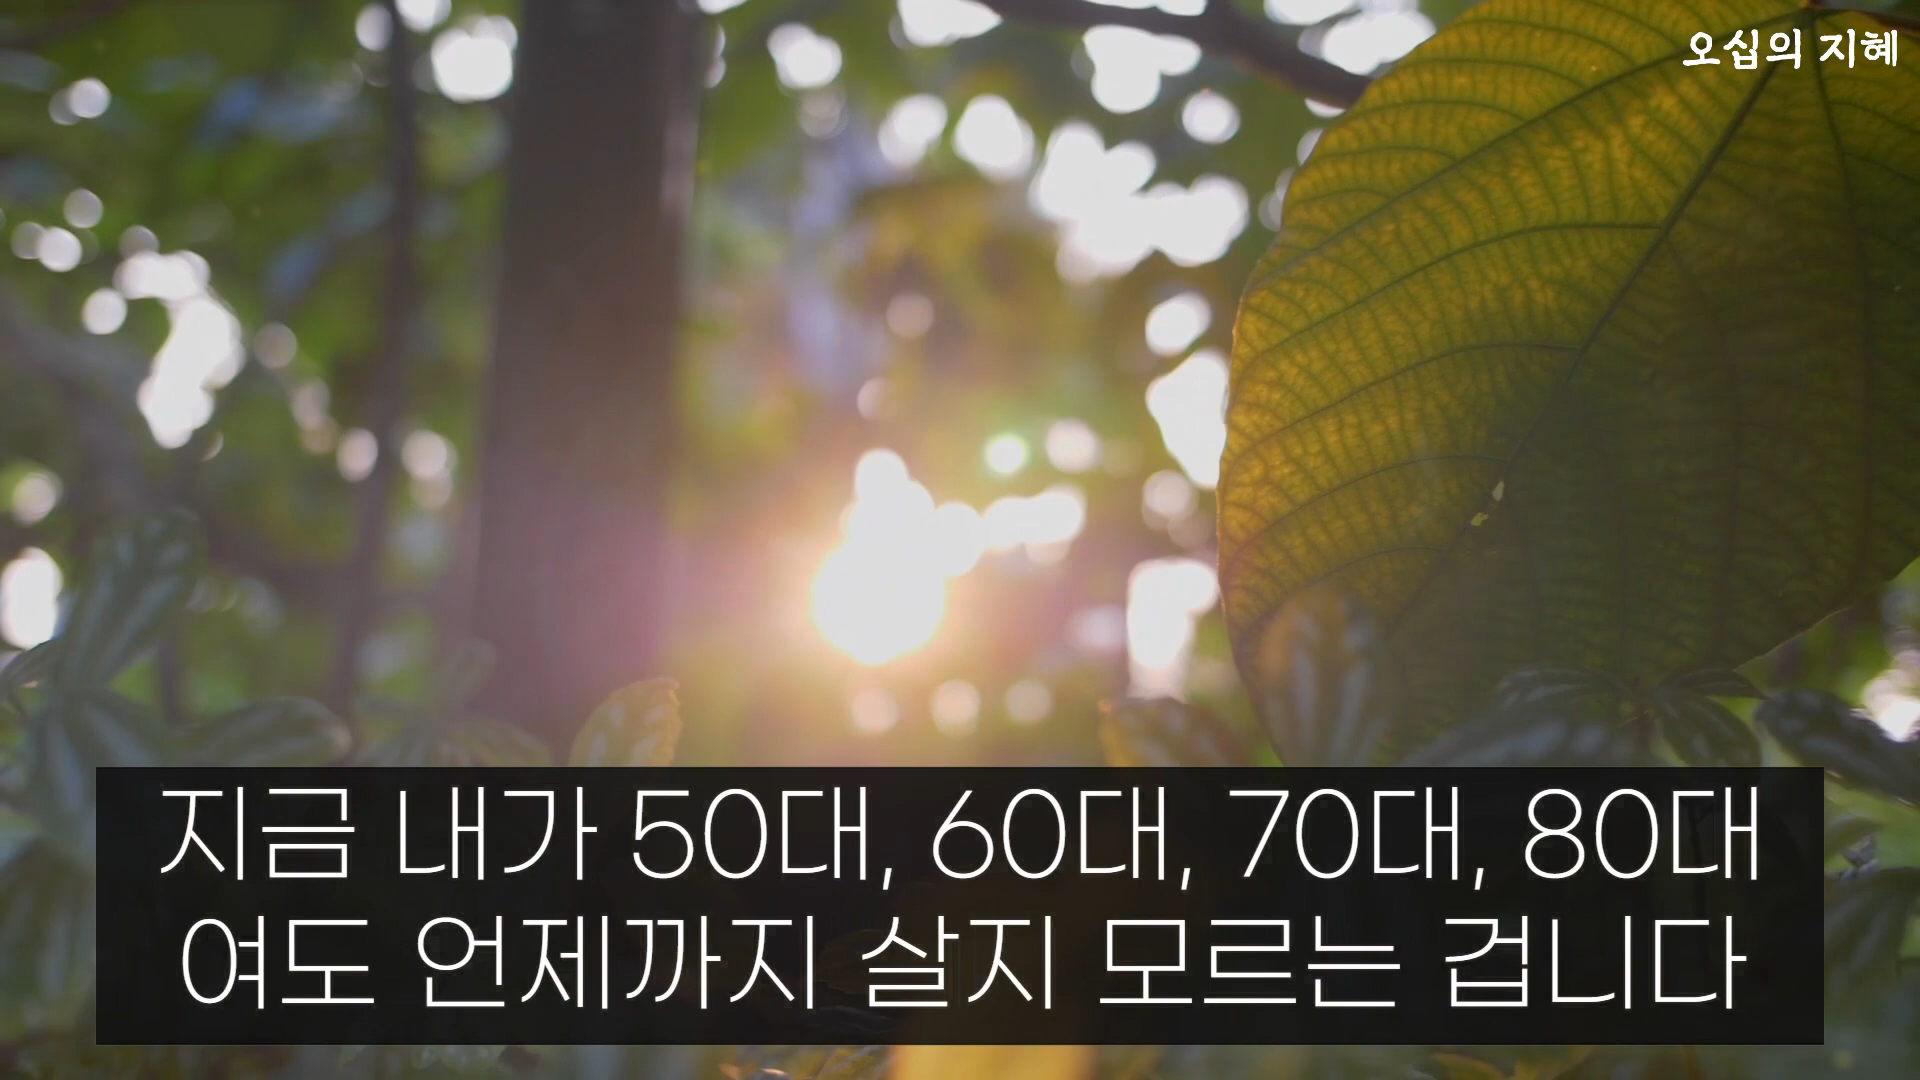 오십의 지혜
지금 내가 50대, 60대, 70대, 80대
여도 언제까지 살지 모르는 겁니다